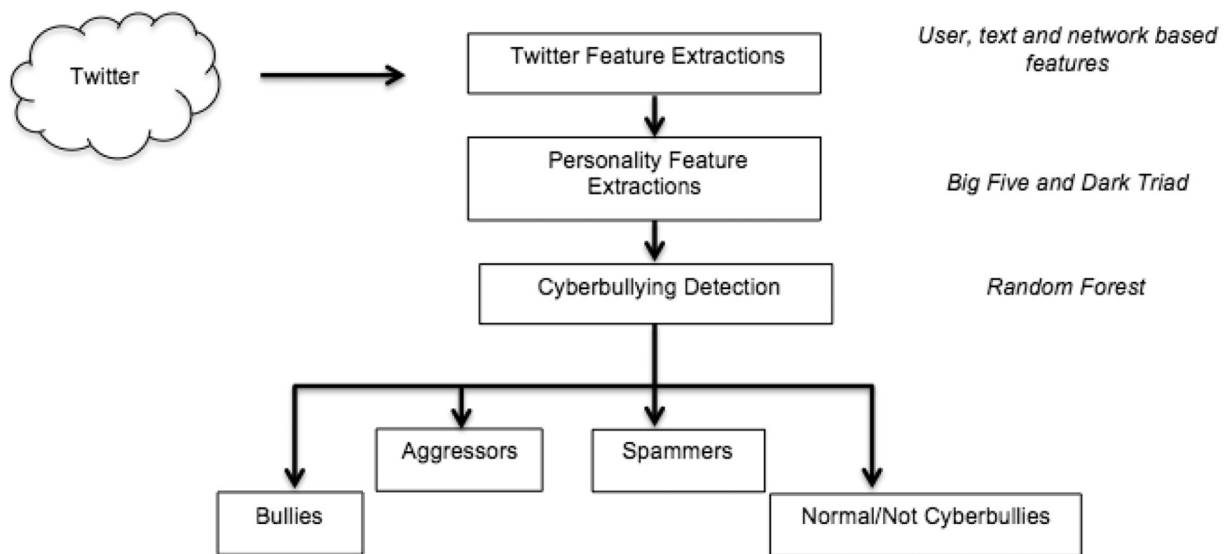 Twitter
Twitter Feature Extractions
User, text and network based
features
Personality Feature
Extractions
Big Five and Dark Triad
Cyberbullying Detection
Random Forest
Aggressors
Spammers
Bullies
Normal/Not Cyberbullies